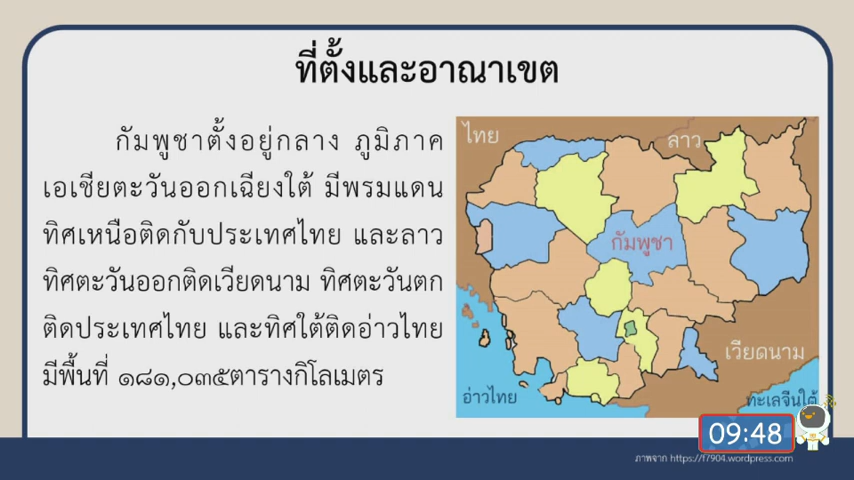 ที่ตั้งและอาณาเขต
กัมพูชาตั้งอยู่กลาง ภูมิภาค
เอเชียตะวันออกเฉียงใต้ มีพรมแดน
ทิศเหนือติดกับประเทศไทย และลาว
ทิศตะวันออกติดเวียดนาม ทิศตะวันตก
ติดประเทศไทย และทิศใต้ติดอ่าวไทย
มีพื้นที่ ๑๘๑,๐๓๕ตารางกิโลเมตร
ไทย
ลาว
กัมพูชา
เวียดนาม
อ่าวไทย
ทะเลจีนใต้
09:48
ภาพจาก https://f7904.wordpress.com